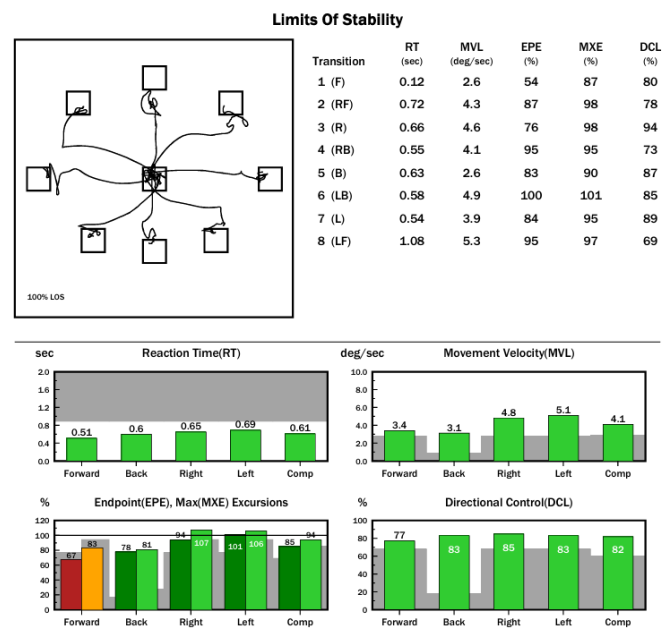 Limits Of Stability
RT MVL EPE MXE DCL
Transition (sec) (deg/sec) (%) (%) (%)
1 (F) 0.12 2.6 54 87 80
2 (RF) 0.72 4.3 87 98 78
3 (R) 0.66 4.6 76 98 94
4 (RB) 0.55 4.1 95 95 73
5 (B) 0.63 2.6 83 90 87
6 (LB) 0.58 4.9 100 101 85
7 (L) 0.54 3.9 84 95 89
8 (LF) 1.08 5.3 95 97 69
100% LOS
sec Reaction Time(RT)
2.0
1.6
1.2
0.8
0.4
0.0
0.51 0.6 0.65 0.69 0.61
Forward Back Right Left Comp
deg/sec Movement Velocity(MVL)
10.0
8.0
6.0
4.0
2.0
0.0
3.4 3.1 4.8 5.1 4.1
Forward Back Right Left Comp
% Endpoint(EPE), Max(MXE) Excursions
120
100
80
60
40
20
0
67 83 78 81 94 107 101 106 85 94
Forward Back Right Left Comp
% Directional Control(DCL)
100
80
60
40
20
0
77 83 85 83 82
Forward Back Right Left Comp